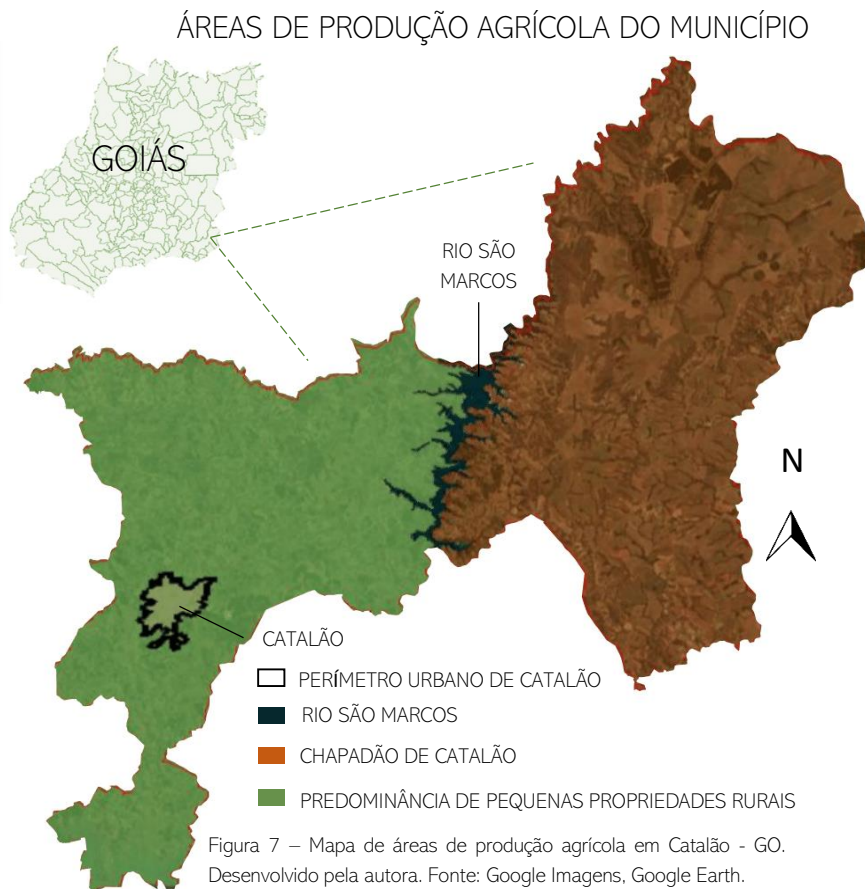 ÁREAS DE PRODUÇÃO AGRÍCOLA DO MUNICÍPIO
GOIÁS
RIO SÃO
MARCOS
N
CATALÃO
PERÍMETRO URBANO DE CATALÃO
RIO SÃO MARCOS
CHAPADÃO DE CATALÃO
PREDOMINÂNCIA DE PEQUENAS PROPRIEDADES RURAIS
Figura 7 – Mapa de áreas de produção agrícola em Catalão - GO.
Desenvolvido pela autora. Fonte: Google Imagens, Google Earth.